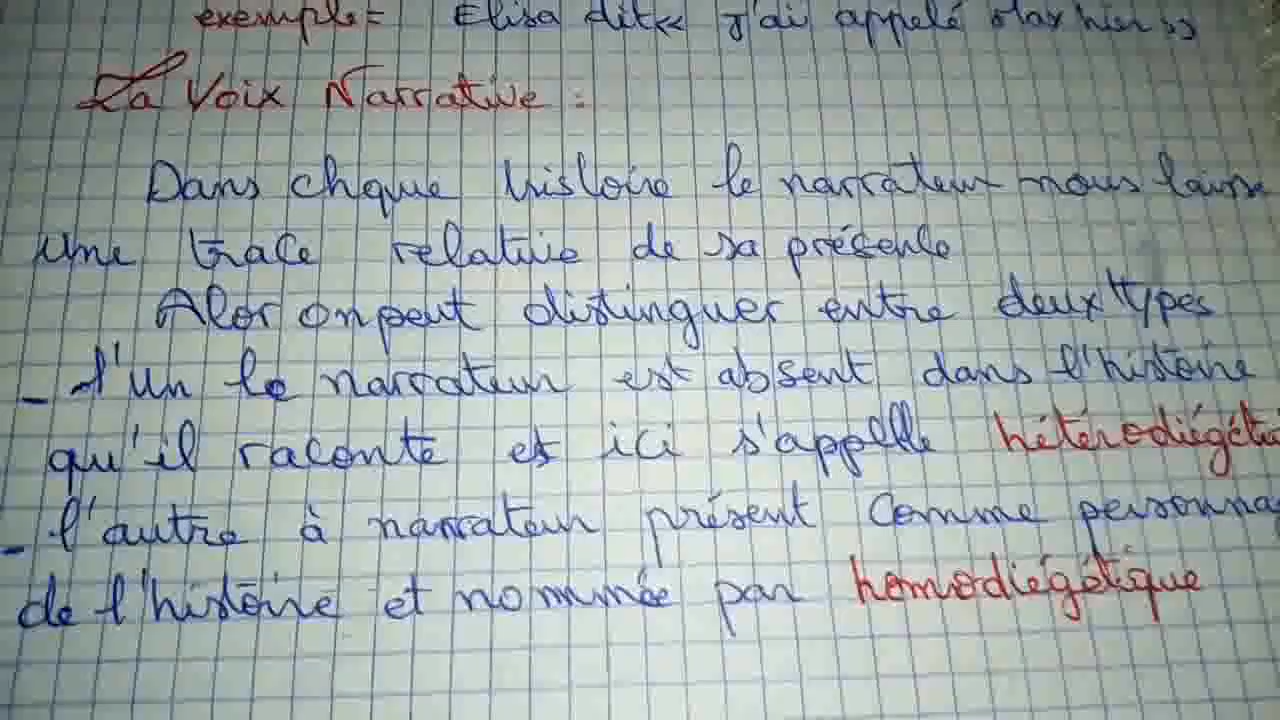 exemple= Elisa dit« J'ai appelé Max hier»
La Voix Narrative :
Dans chque histoire le narrateur nous laisse
une trace relative de sa présence
Alor on peut distinguer entre deux types
- l'un le narrateur est absent dans l'histoire
qu'il raconte et ici s'appelle hétérodiégéti
- l'autre à narrateur présent comme personna
de l'histoire et nommée par homodiégétique